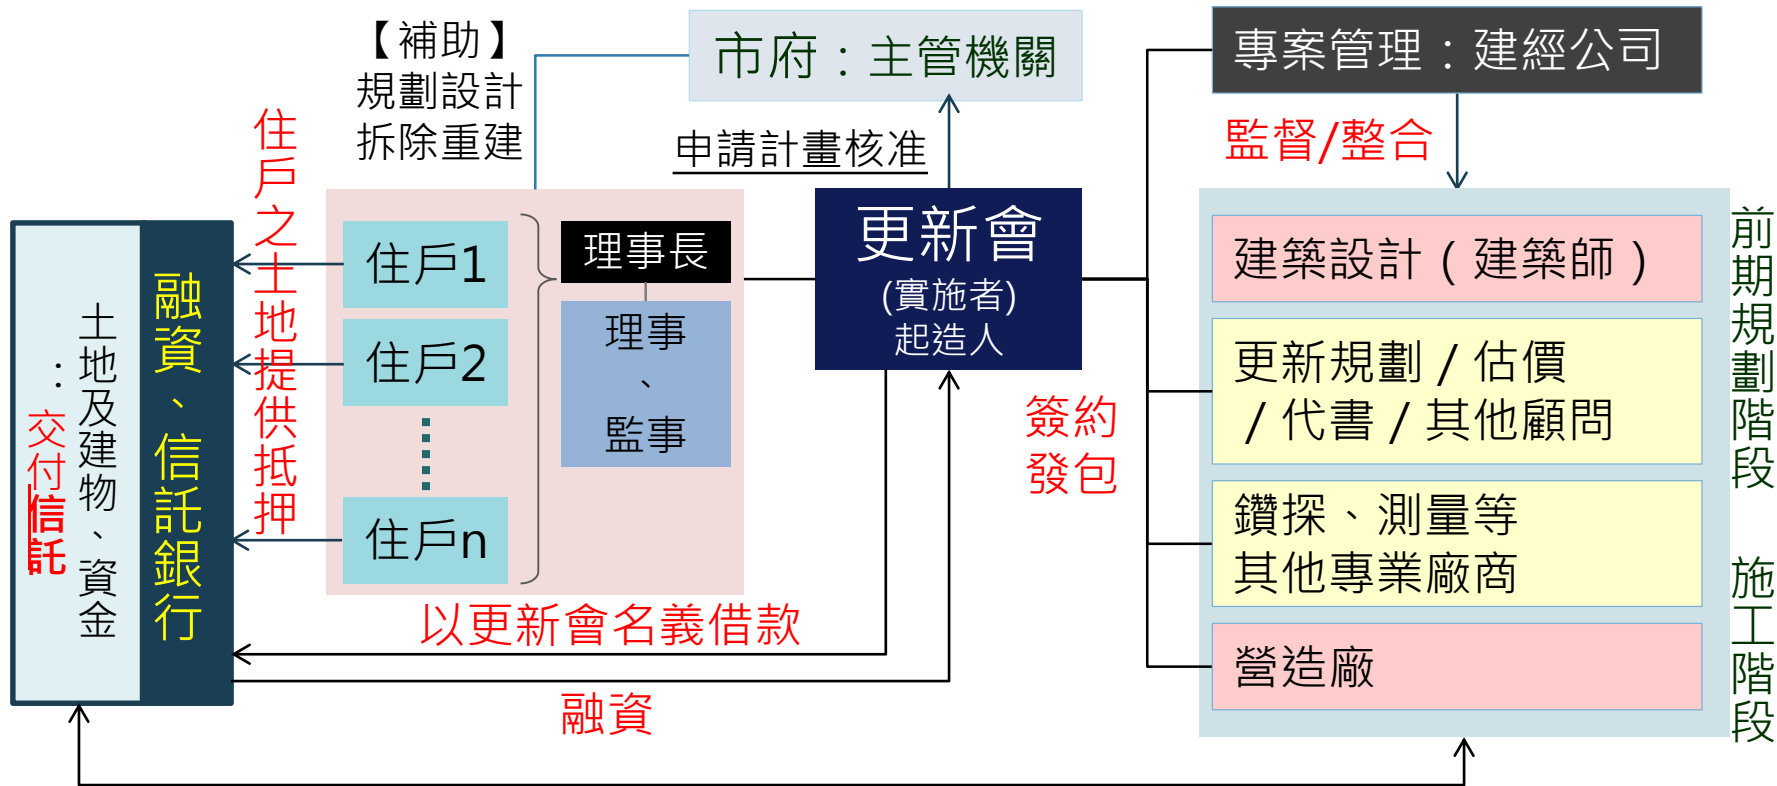 【補助】
規劃設計
拆除重建
市府：主管機關
專案管理：建經公司
申請計畫核准
監督/整合
住戶之土地提供抵押
住戶1
住戶2
住戶n
理事長
理事
、
監事
更新會
(實施者)
起造人
建築設計（建築師）
更新規劃 / 估價
/ 代書 / 其他顧問
鑽探、測量等
其他專業廠商
營造廠
前期規劃階段
施工階段
簽約
發包
融資、信託銀行
土地及建物、資金
：交付信託
以更新會名義借款
融資